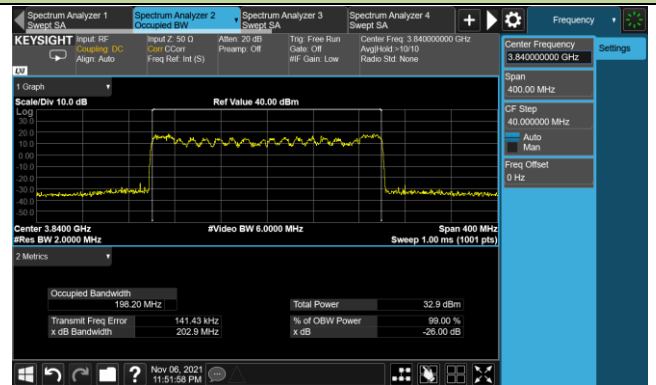 Spectrum Analyzer 1
Swept SA
Spectrum Analyzer 2
Occupied BW
Spectrum Analyzer 3
Swept SA
Spectrum Analyzer 4
Swept SA
Frequency
KEYSIGHT
Input: RF
Coupling: DC
Align: Auto
Input Z: 50 Ω
Corr CCorr
Freq Ref: Int (S)
Atten: 20 dB
Preamp: Off
Trig: Free Run
Gate: Off
#IF Gain: Low
Center Freq: 3.840000000 GHz
Avg|Hold:>10/10
Radio Std: None
LXI
Center Frequency
3.840000000 GHz
Settings
Span
400.00 MHz
CF Step
40.000000 MHz
Auto
Man
Freq Offset
0 Hz
1 Graph
Scale/Div 10.0 dB
Ref Value 40.00 dBm
Log
30.0
20.0
10.0
0.00
-10.0
-20.0
-30.0
-40.0
-50.0
Center 3.8400 GHz
#Video BW 6.0000 MHz
Span 400 MHz
#Res BW 2.0000 MHz
Sweep 1.00 ms (1001 pts)
2 Metrics
Occupied Bandwidth
198.20 MHz
Total Power 32.9 dBm
Transmit Freq Error 141.43 kHz
% of OBW Power 99.00 %
x dB Bandwidth 202.9 MHz
x dB -26.00 dB
?
Nov 06, 2021
11:51:58 PM